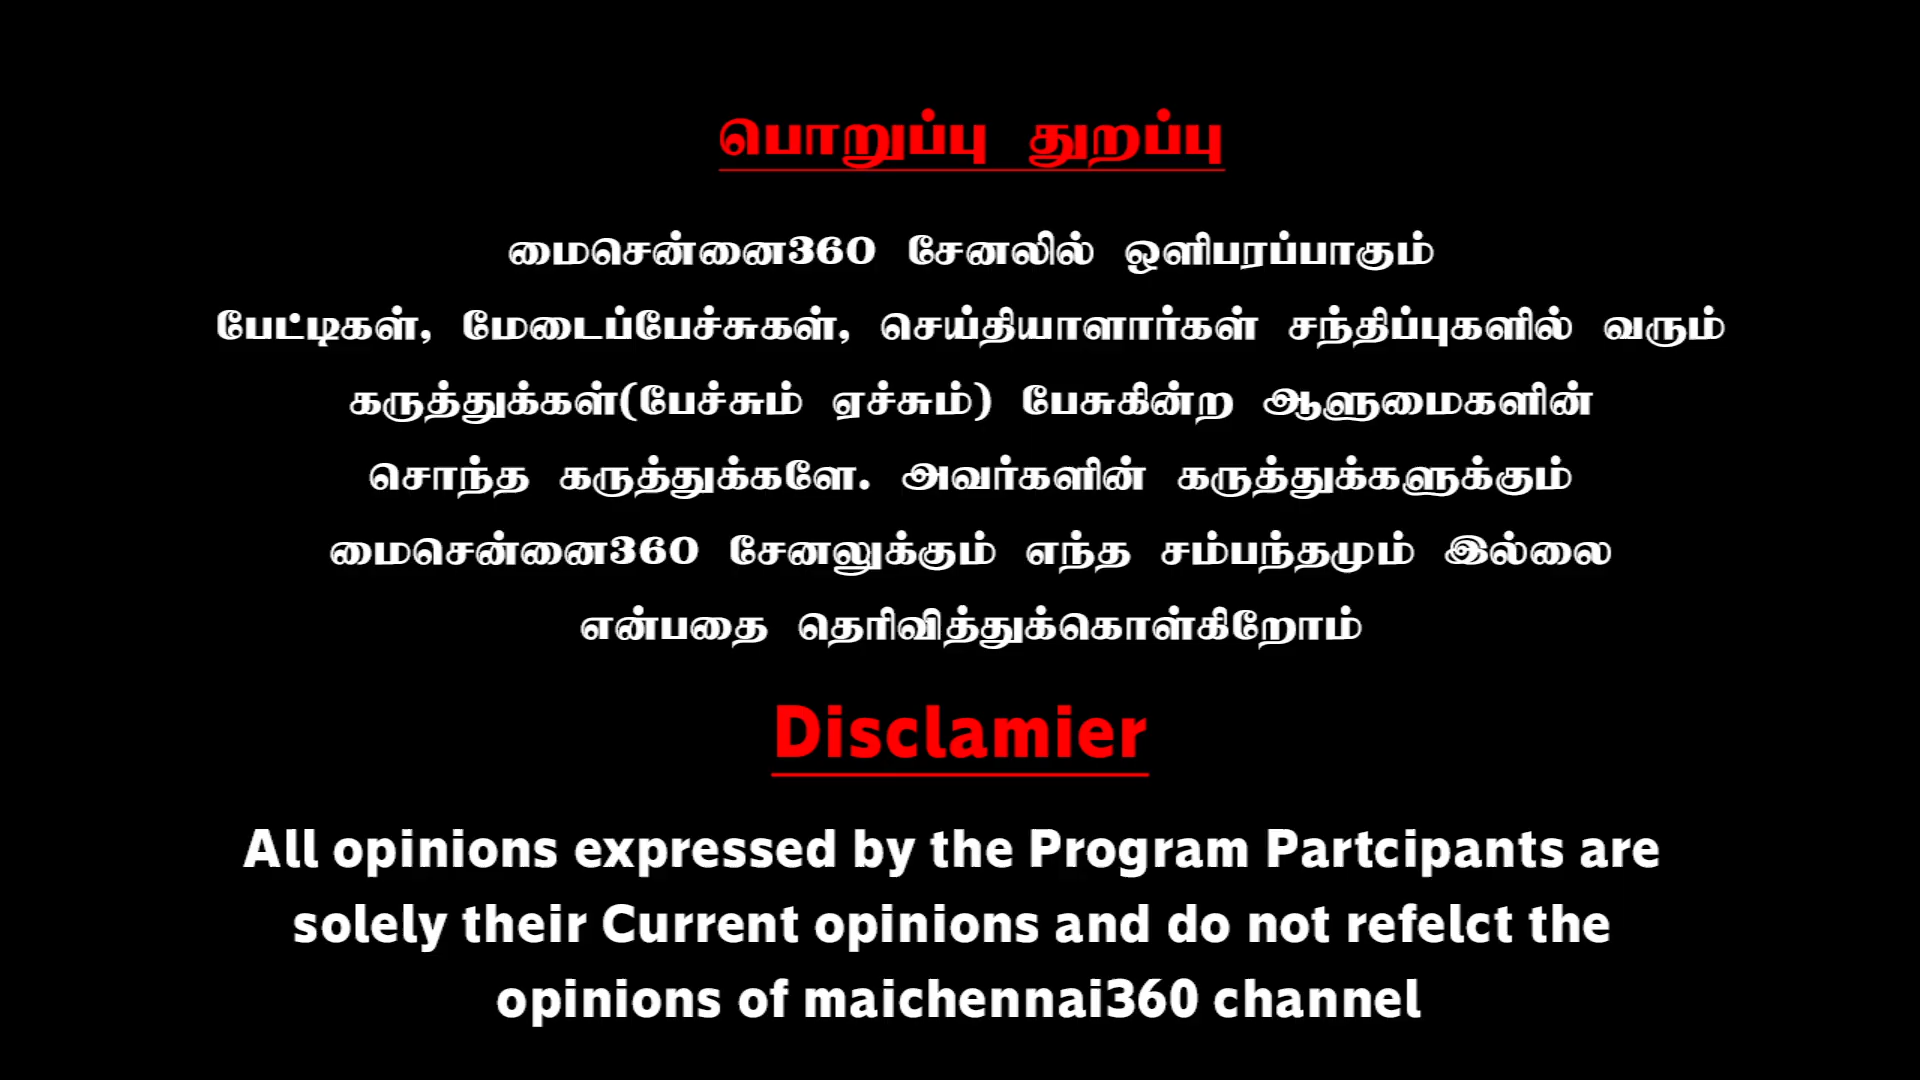 பொறுப்பு துறப்பு
மைசென்னை360 சேனலில் ஒளிபரப்பாகும்
பேட்டிகள், மேடைப்பேச்சுகள், செய்தியாளார்கள் சந்திப்புகளில் வரும்
கருத்துக்கள்(பேச்சும் ஏச்சும்) பேசுகின்ற ஆளுமைகளின்
சொந்த கருத்துக்களே. அவர்களின் கருத்துக்களுக்கும்
மைசென்னை360 சேனலுக்கும் எந்த சம்பந்தமும் இல்லை
என்பதை தெரிவித்துக்கொள்கிறோம்
Disclamier
All opinions expressed by the Program Partcipants are
solely their Current opinions and do not refelct the
opinions of maichennai360 channel